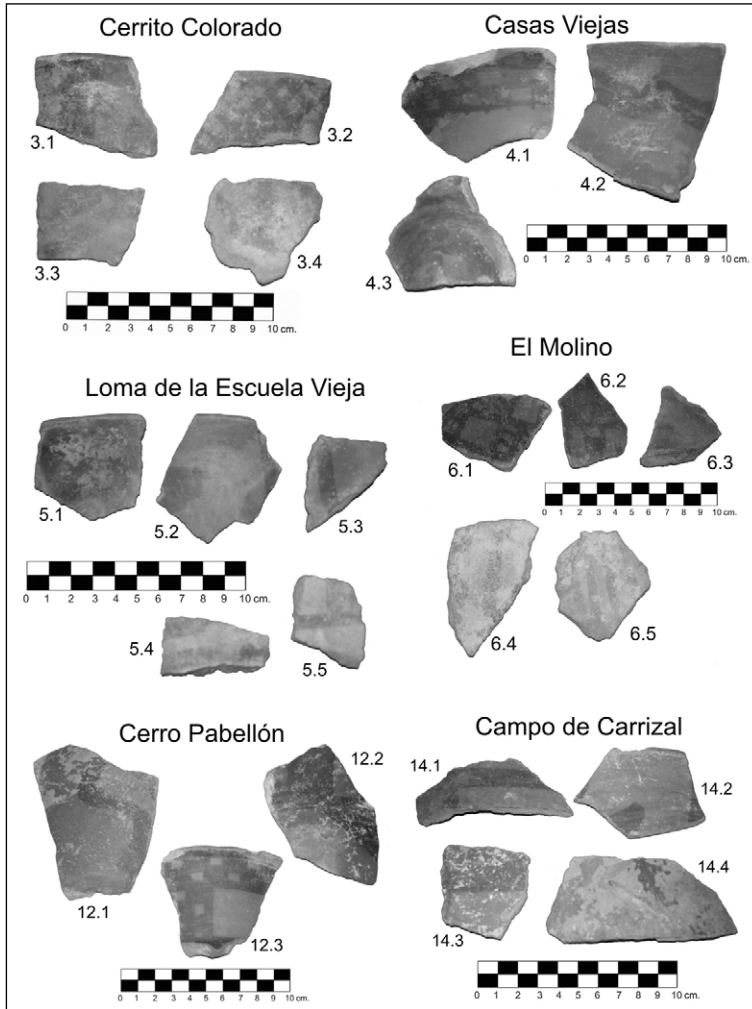 Cerrito Colorado
3.1
3.2
3.3
3.4
0 1 2 3 4 5 6 7 8 9 10 cm.
Casas Viejas
4.1
4.2
4.3
0 1 2 3 4 5 6 7 8 9 10 cm.
Loma de la Escuela Vieja
5.1
5.2
5.3
0 1 2 3 4 5 6 7 8 9 10 cm.
5.4
5.5
El Molino
6.1
6.2
6.3
0 1 2 3 4 5 6 7 8 9 10 cm.
6.4
6.5
Cerro Pabellón
12.1
12.2
12.3
0 1 2 3 4 5 6 7 8 9 10 cm.
Campo de Carrizal
14.1
14.2
14.3
14.4
0 1 2 3 4 5 6 7 8 9 10 cm.